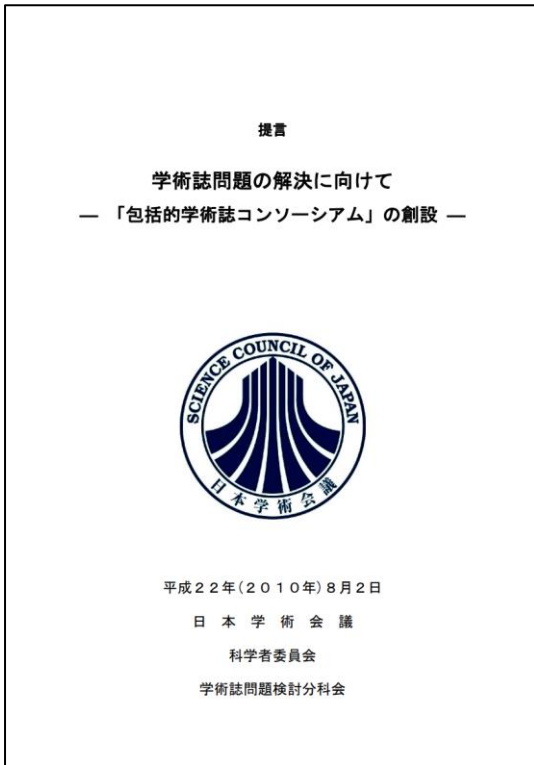 提言
学術誌問題の解決に向けて
― 「包括的学術誌コンソーシアム」の創設 ―
SCIENCE COUNCIL OF JAPAN
日本学術会議
平成２２年(２０１０年)８月２日
日 本 学 術 会 議
科学者委員会
学術誌問題検討分科会